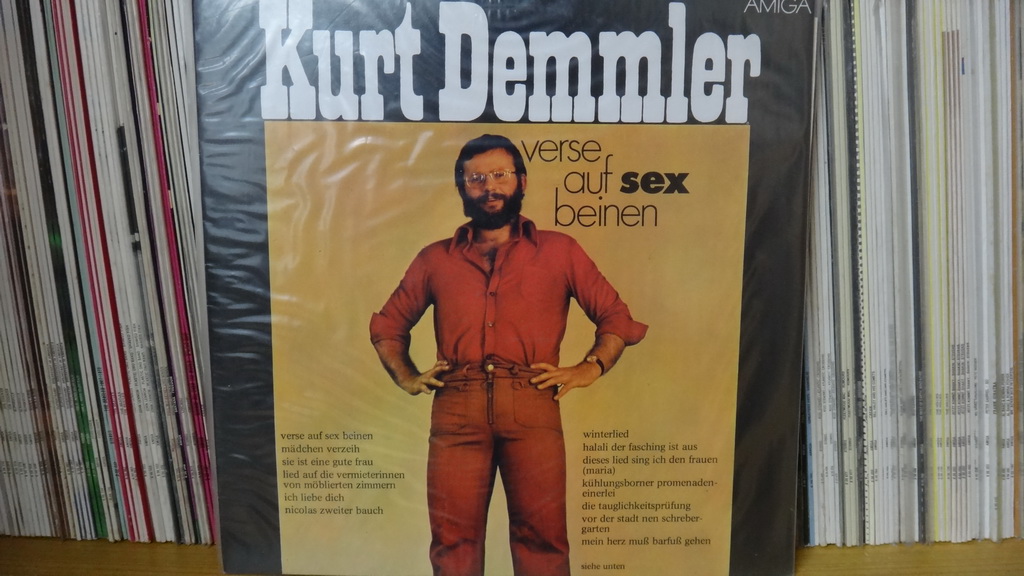 AMIGA
Kurt Demmler
verse
auf sex
beinen
verse auf sex beinen
mädchen verzeih
sie ist eine gute frau
lied auf die vermieterinnen
von möblierten zimmern
ich liebe dich
nicolas zweiter bauch
winterlied
halali der fasching ist aus
dieses lied sing ich den frauen
(maria)
kühlungsborner promenaden-
einerlei
die tauglichkeitsprüfung
vor der stadt nen schreber-
garten
mein herz muß barfuß gehen
siehe unten